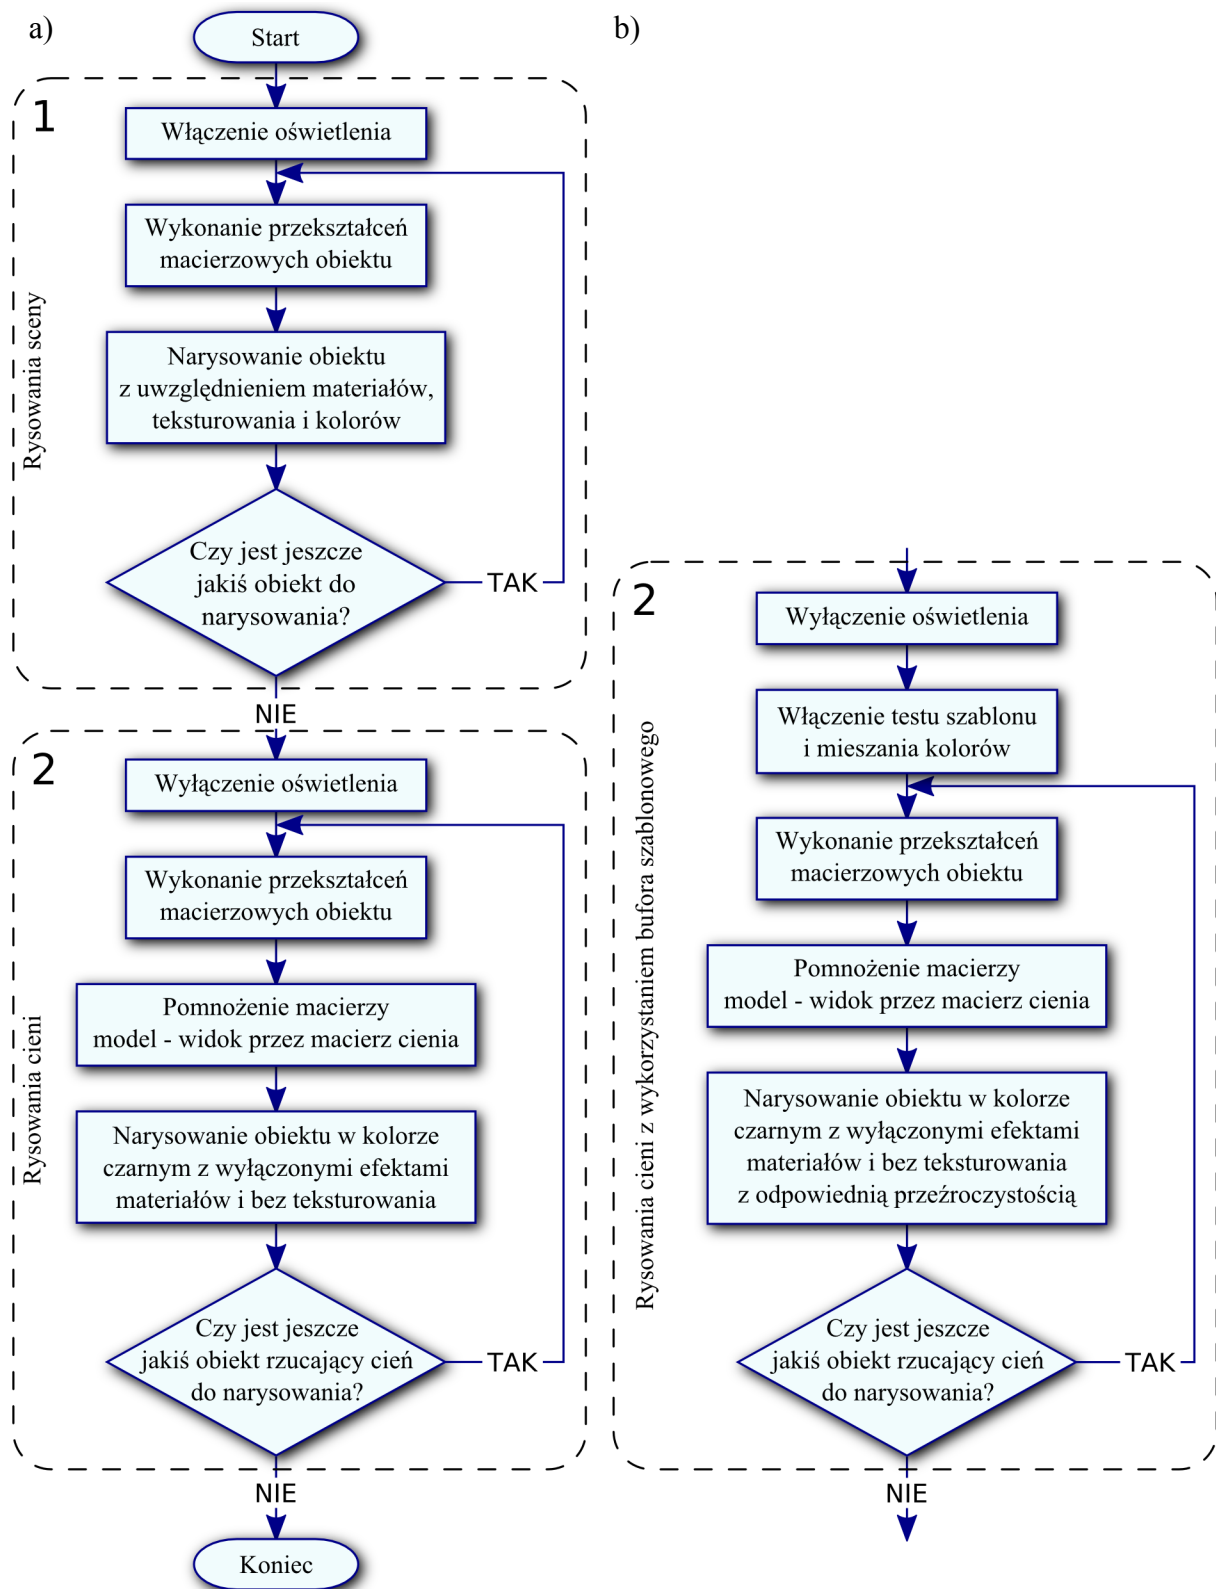 a)
Start
1
Rysowania sceny
Włączenie oświetlenia
Wykonanie przekształceń
macierzowych obiektu
Narysowanie obiektu
z uwzględnieniem materiałów,
teksturowania i kolorów
Czy jest jeszcze
jakiś obiekt do
narysowania?
TAK
NIE
2
Rysowania cieni
Wyłączenie oświetlenia
Wykonanie przekształceń
macierzowych obiektu
Pomnożenie macierzy
model - widok przez macierz cienia
Narysowanie obiektu w kolorze
czarnym z wyłączonymi efektami
materiałów i bez teksturowania
Czy jest jeszcze
jakiś obiekt rzucający cień
do narysowania?
TAK
NIE
Koniec
b)
2
Rysowania cieni z wykorzystaniem bufora szablonowego
Wyłączenie oświetlenia
Włączenie testu szablonu
i mieszania kolorów
Wykonanie przekształceń
macierzowych obiektu
Pomnożenie macierzy
model - widok przez macierz cienia
Narysowanie obiektu w kolorze
czarnym z wyłączonymi efektami
materiałów i bez teksturowania
z odpowiednią przeźroczystością
Czy jest jeszcze
jakiś obiekt rzucający cień
do narysowania?
TAK
NIE